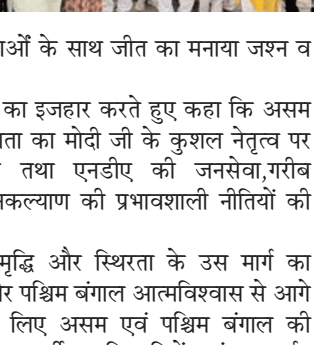 ाओं के साथ जीत का मनाया जश्न व
का इजहार करते हुए कहा कि असम
ता का मोदी जी के कुशल नेतृत्व पर
तथा एनडीए की जनसेवा,गरीब
कल्याण की प्रभावशाली नीतियों की
मृद्धि और स्थिरता के उस मार्ग का
र पश्चिम बंगाल आत्मविश्वास से आगे
लिए असम एवं पश्चिम बंगाल की